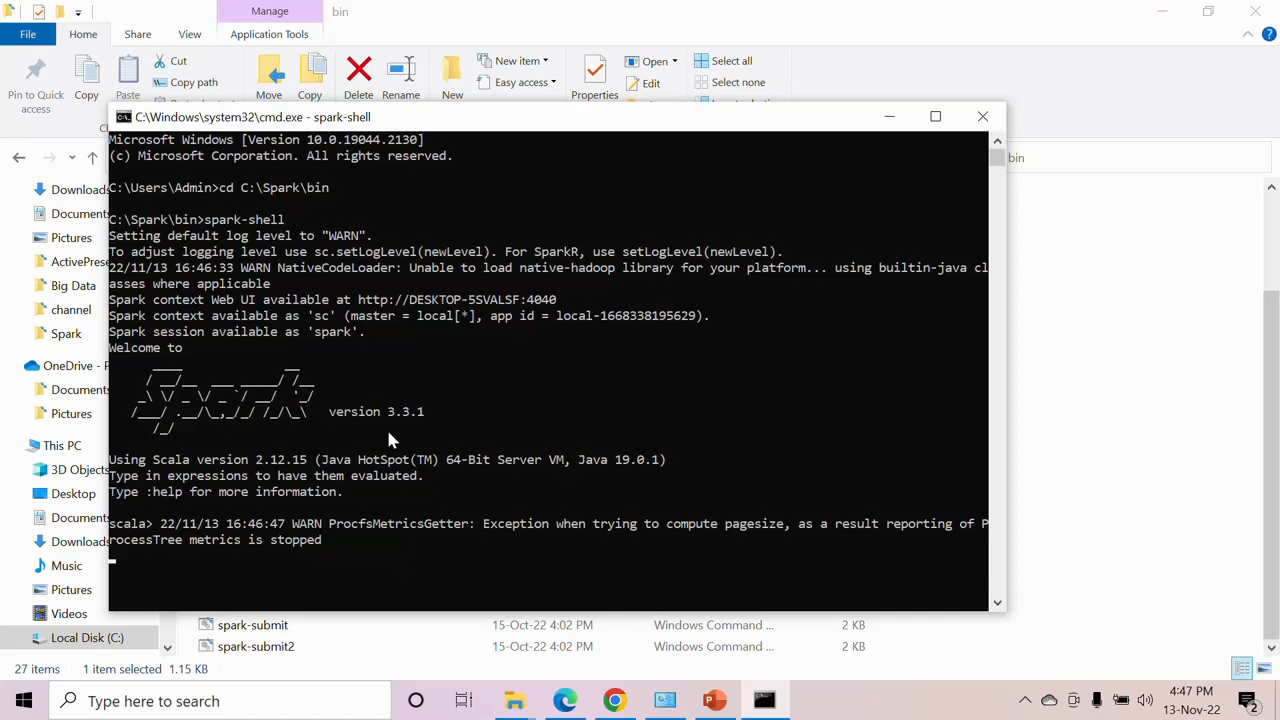 Manage
bin
File
Home
Share
View
Application Tools
Pin to Quick access
Copy
Paste
Cut
Copy path
Move
Copy
Delete
Rename
New
New item
Easy access
Properties
Open
Edit
Select all
Select none
C:\Windows\system32\cmd.exe - spark-shell
bin
Microsoft Windows [Version 10.0.19044.2130]
(c) Microsoft Corporation. All rights reserved.
C:\Users\Admin>cd C:\Spark\bin
C:\Spark\bin>spark-shell
Setting default log level to "WARN".
To adjust logging level use sc.setLogLevel(newLevel). For SparkR, use setLogLevel(newLevel).
22/11/13 16:46:33 WARN NativeCodeLoader: Unable to load native-hadoop library for your platform... using builtin-java cl
asses where applicable
Spark context Web UI available at http://DESKTOP-5SVALSF:4040
Spark context available as 'sc' (master = local[*], app id = local-1668338195629).
Spark session available as 'spark'.
Welcome to
Spark version 3.3.1
Using Scala version 2.12.15 (Java HotSpot(TM) 64-Bit Server VM, Java 19.0.1)
Type in expressions to have them evaluated.
Type :help for more information.
scala> 22/11/13 16:46:47 WARN ProcfsMetricsGetter: Exception when trying to compute pagesize, as a result reporting of P
rocessTree metrics is stopped
Downloads
Document
Pictures
ActivePrese
Big Data
channel
Spark
OneDrive - P
Document
Pictures
This PC
3D Objects
Desktop
Document
Downloads
Music
Pictures
Videos
Local Disk (C:)
spark-submit 15-Oct-22 4:02 PM Windows Command ... 2 KB
spark-submit2 15-Oct-22 4:02 PM Windows Command ... 2 KB
27 items 1 item selected 1.15 KB
Type here to search
4:47 PM
13-Nov-22
2